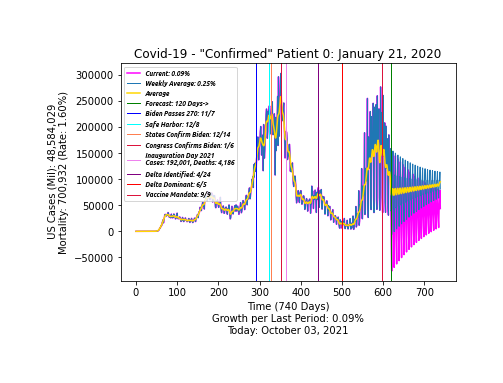 Covid-19 - "Confirmed" Patient 0: January 21, 2020
Current: 0.09%
Weekly Average: 0.25%
Average
Forecast: 120 Days->
Biden Passes 270: 11/7
Safe Harbor: 12/8
States Confirm Biden: 12/14
Congress Confirms Biden: 1/6
Inauguration Day 2021
Cases: 192,001, Deaths: 4,186
Delta Identified: 4/24
Delta Dominant: 6/5
Vaccine Mandate: 9/9
300000
250000
200000
150000
100000
50000
0
−50000
US Cases (Mill): 48,584,029
Mortality: 700,932 (Rate: 1.60%)
0 100 200 300 400 500 600 700
Time (740 Days)
Growth per Last Period: 0.09%
Today: October 03, 2021